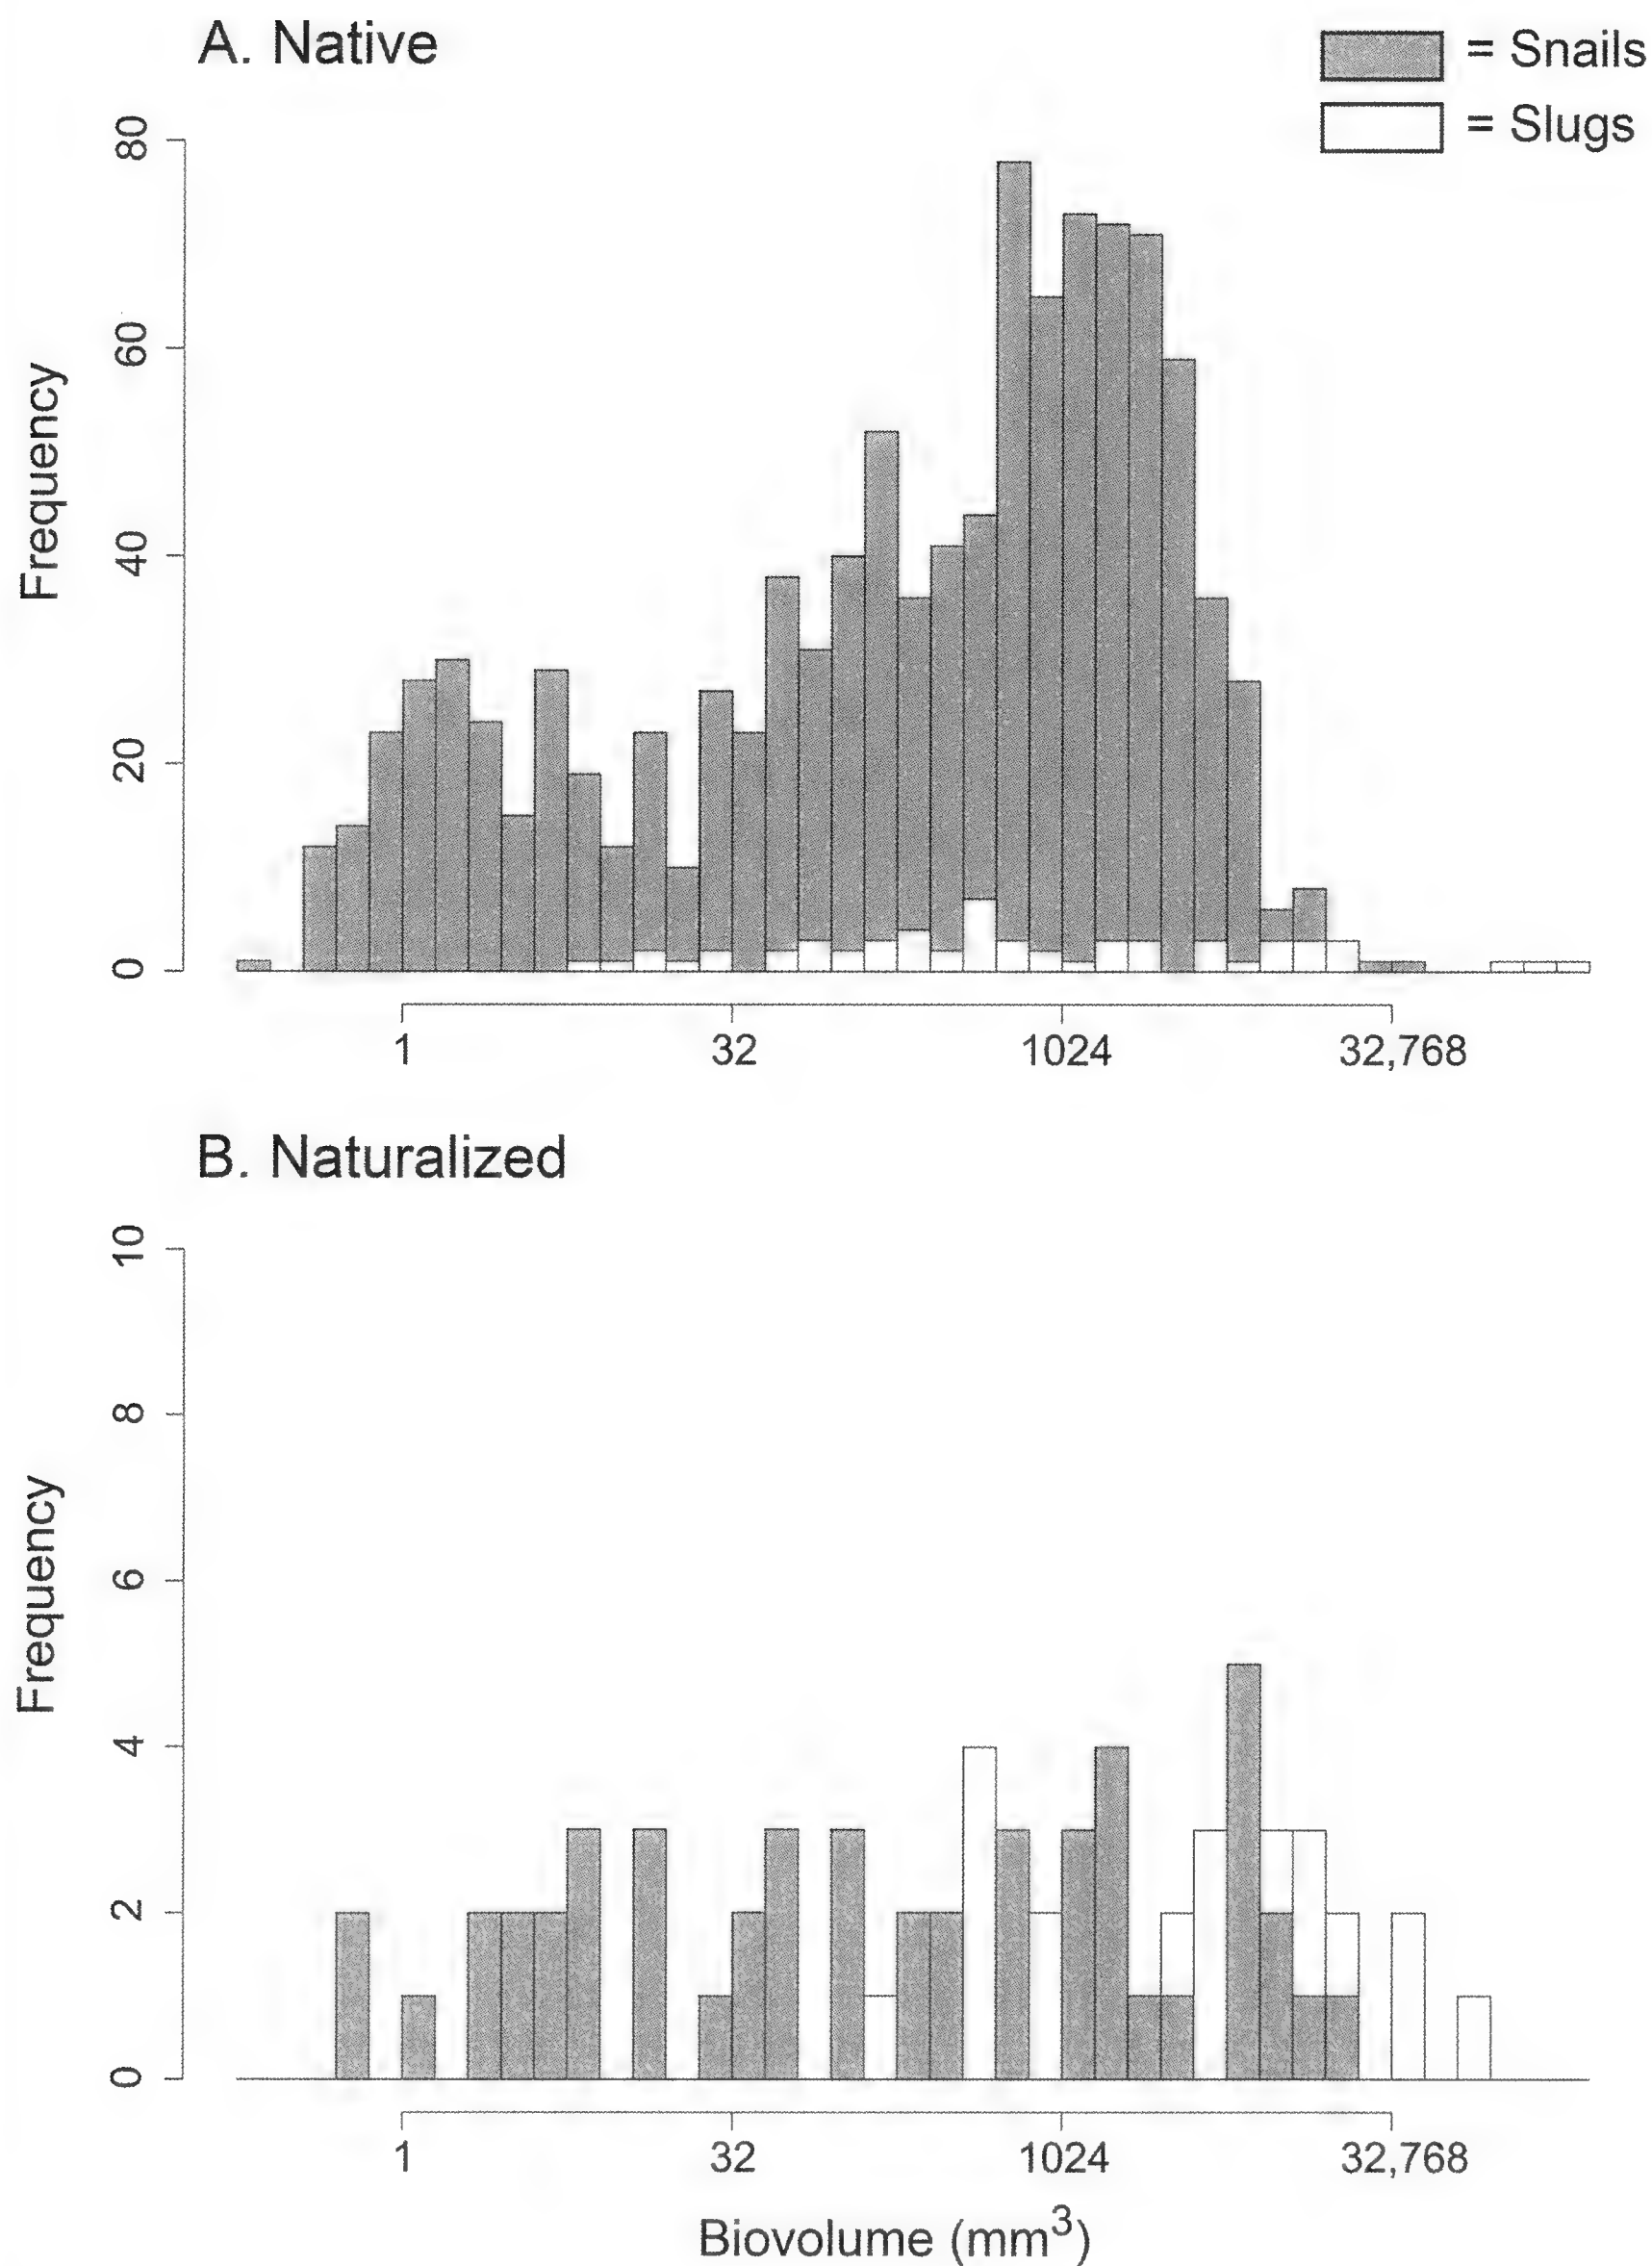 A. Native
= Snails
= Slugs
Frequency
80
60
40
20
0
1 32 1024 32,768
B. Naturalized
Frequency
10
8
6
4
2
0
1 32 1024 32,768
Biovolume (mm³)